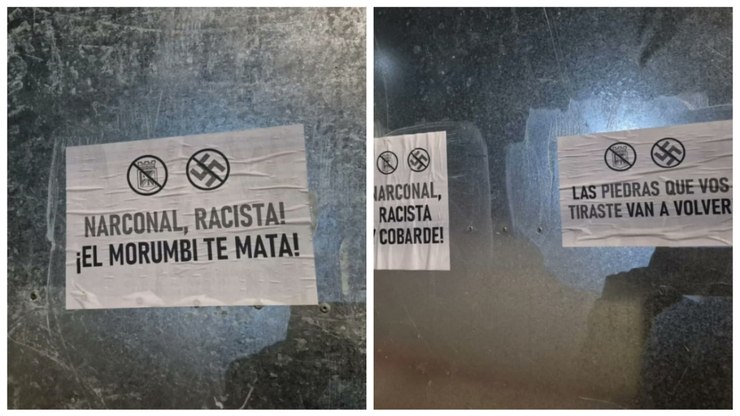 NARCONAL, RACISTA!
¡EL MORUMBI TE MATA!
NARCONAL,
RACISTA
Y COBARDE!
LAS PIEDRAS QUE VOS
TIRASTE VAN A VOLVER